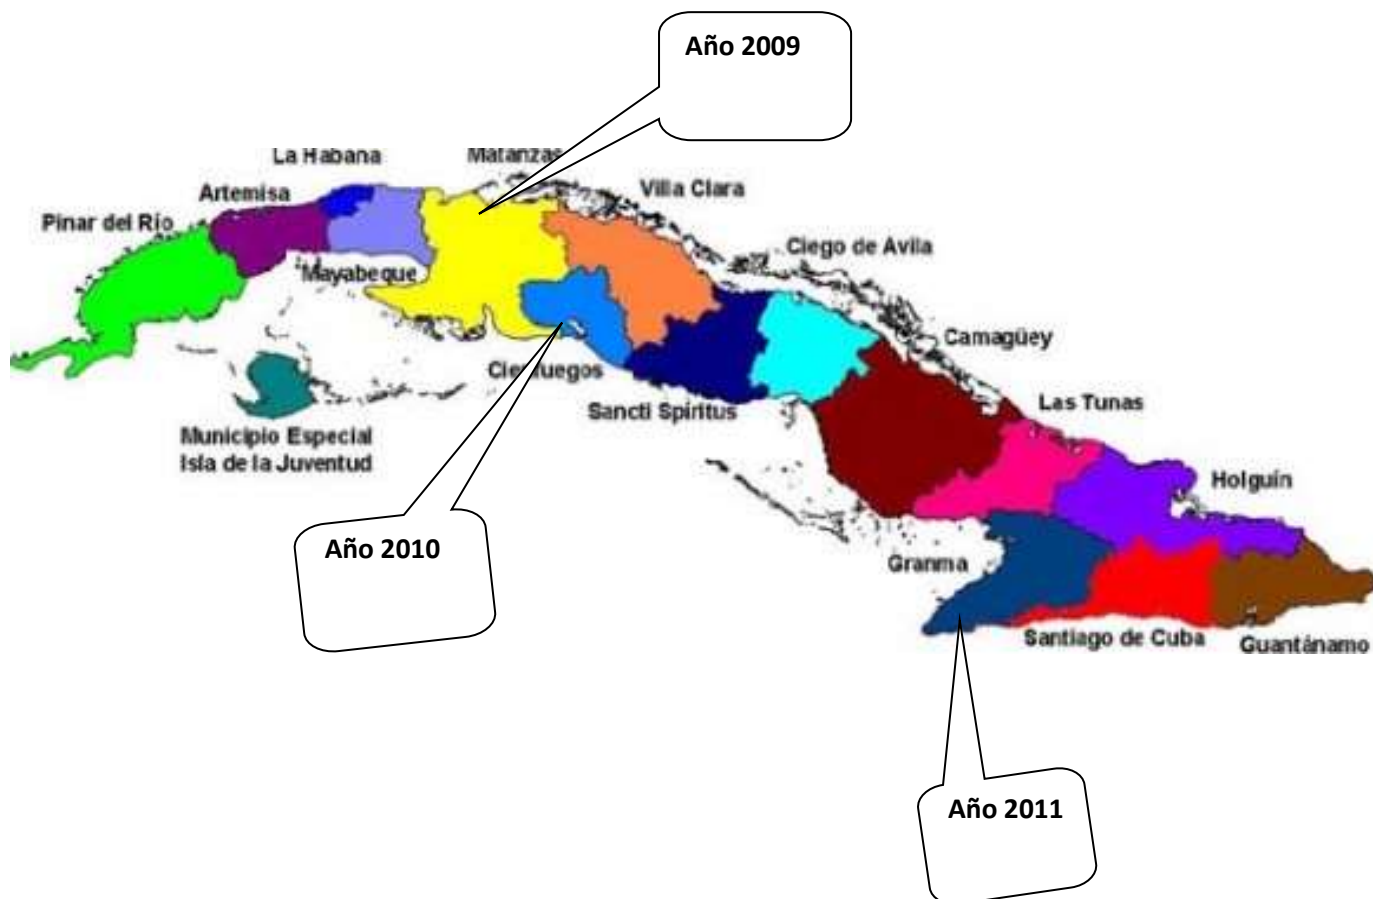 Año 2009
La Habana
Matanzas
Villa Clara
Artemisa
Pinar del Río
Ciego de Avila
Mayabeque
Camagüey
Cienfuegos
Las Tunas
Sancti Spiritus
Municipio Especial
Isla de la Juventud
Holguín
Año 2010
Granma
Santiago de Cuba
Guantánamo
Año 2011